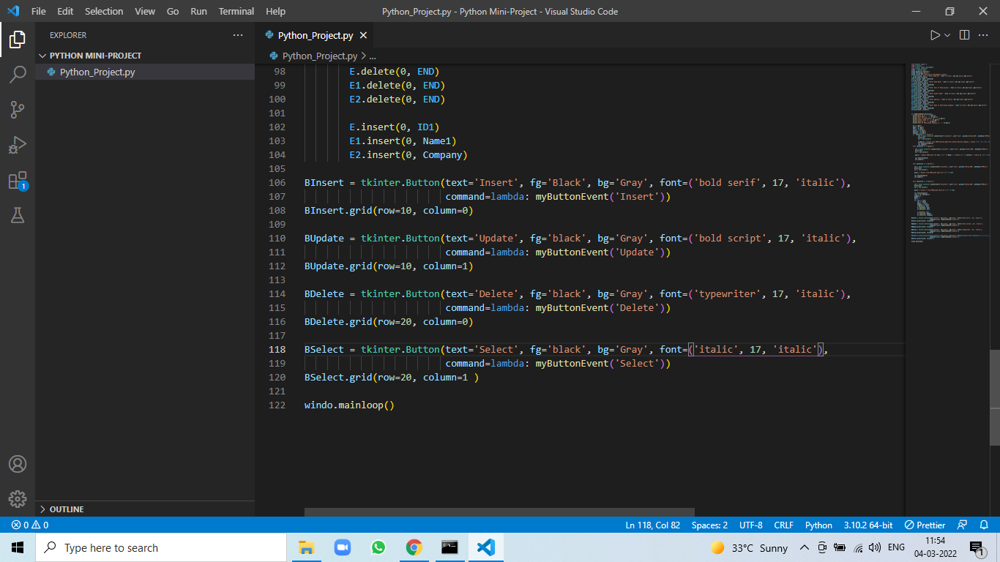 File Edit Selection View Go Run Terminal Help Python_Project.py - Python Mini-Project - Visual Studio Code
EXPLORER
PYTHON MINI-PROJECT
Python_Project.py
OUTLINE
Python_Project.py
Python_Project.py > ...
98 E.delete(0, END)
99 E1.delete(0, END)
100 E2.delete(0, END)
101
102 E.insert(0, ID1)
103 E1.insert(0, Name1)
104 E2.insert(0, Company)
105
106 BInsert = tkinter.Button(text='Insert', fg='Black', bg='Gray', font=('bold serif', 17, 'italic'),
107 command=lambda: myButtonEvent('Insert'))
108 BInsert.grid(row=10, column=0)
109
110 BUpdate = tkinter.Button(text='Update', fg='black', bg='Gray', font=('bold script', 17, 'italic'),
111 command=lambda: myButtonEvent('Update'))
112 BUpdate.grid(row=10, column=1)
113
114 BDelete = tkinter.Button(text='Delete', fg='black', bg='Gray', font=('typewriter', 17, 'italic'),
115 command=lambda: myButtonEvent('Delete'))
116 BDelete.grid(row=20, column=0)
117
118 BSelect = tkinter.Button(text='Select', fg='black', bg='Gray', font=('italic', 17, 'italic'),
119 command=lambda: myButtonEvent('Select'))
120 BSelect.grid(row=20, column=1 )
121
122 windo.mainloop()
1
0 0 Ln 118, Col 82 Spaces: 2 UTF-8 CRLF Python 3.10.2 64-bit Prettier
Type here to search 33°C Sunny ENG 11:54
04-03-2022
1